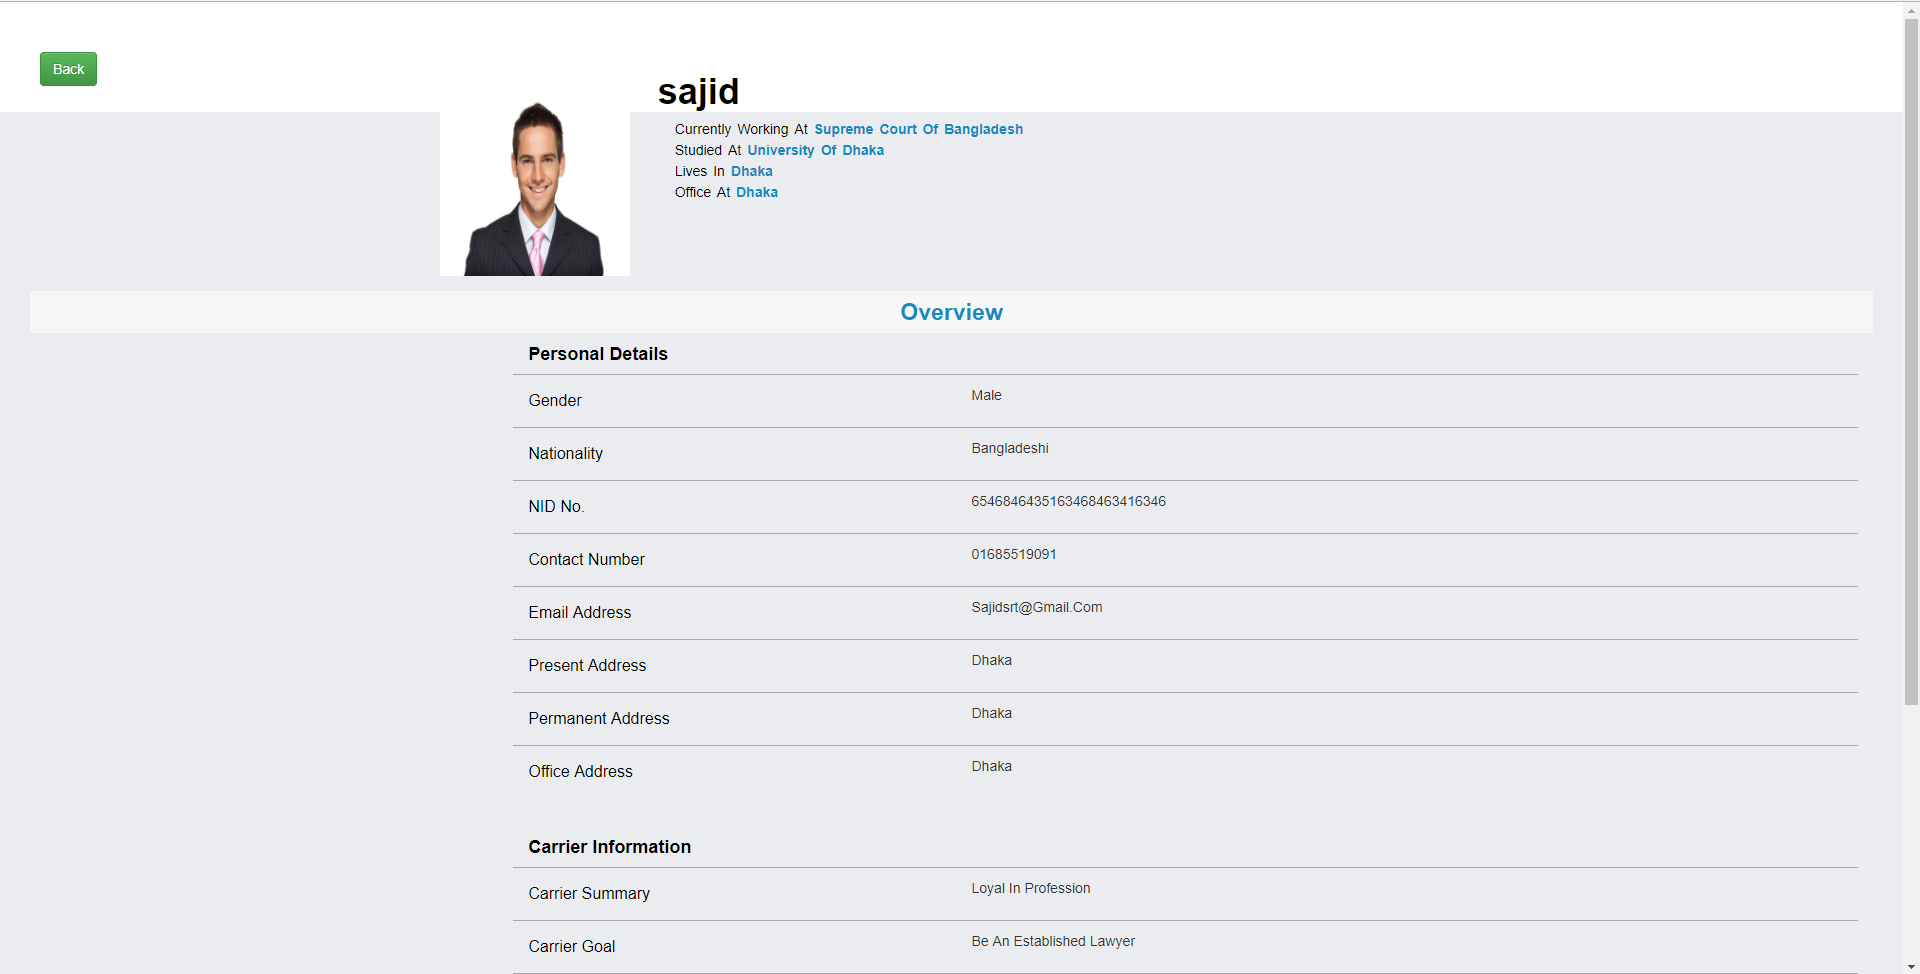 Back
sajid
Currently Working At Supreme Court Of Bangladesh
Studied At University Of Dhaka
Lives In Dhaka
Office At Dhaka
Overview
Personal Details
Gender Male
Nationality Bangladeshi
NID No. 6546846435163468463416346
Contact Number 01685519091
Email Address Sajidsrt@Gmail.Com
Present Address Dhaka
Permanent Address Dhaka
Office Address Dhaka
Carrier Information
Carrier Summary Loyal In Profession
Carrier Goal Be An Established Lawyer